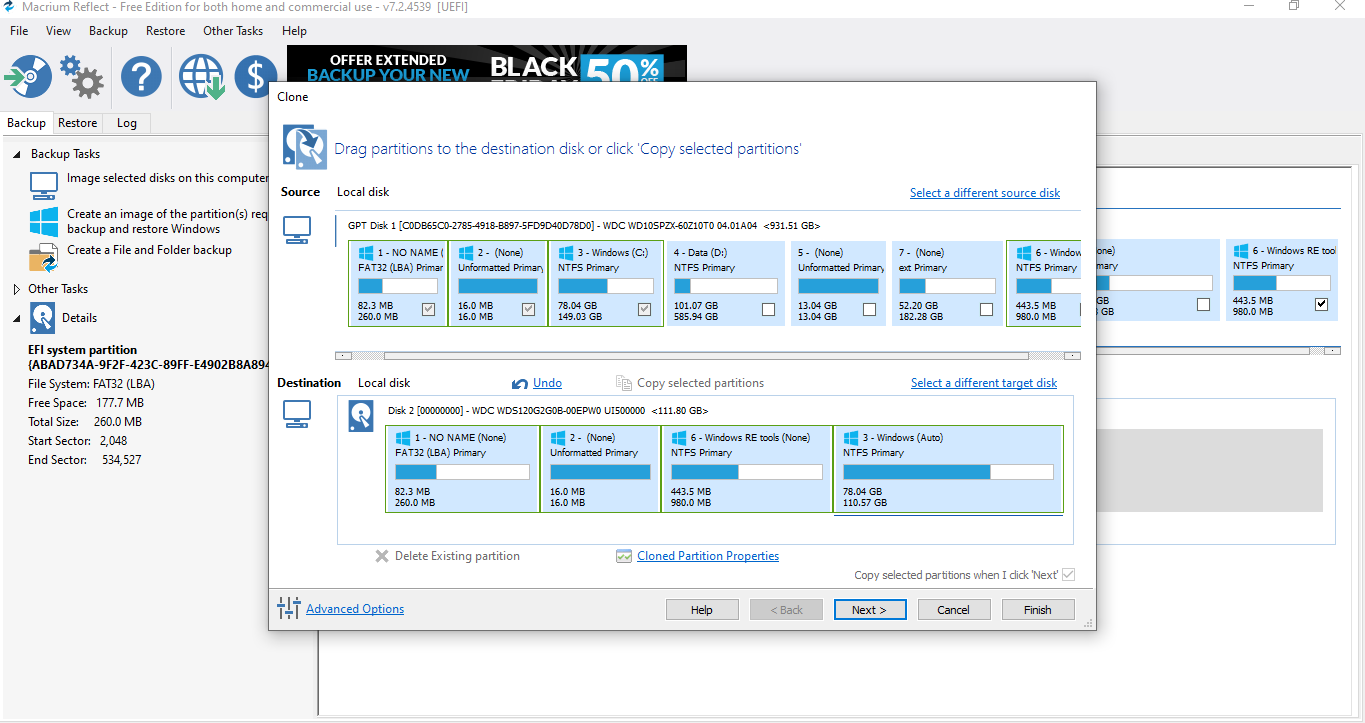 Macrium Reflect - Free Edition for both home and commercial use - v7.2.4539 [UEFI]
File View Backup Restore Other Tasks Help
OFFER EXTENDED
BACKUP YOUR NEW
BLACK
50%
OFF
Backup Restore Log
Backup Tasks
Image selected disks on this computer
Create an image of the partition(s) req
backup and restore Windows
Create a File and Folder backup
Other Tasks
Details
EFI system partition
{ABAD734A-9F2F-423C-89FF-E4902B8A894
File System: FAT32 (LBA)
Free Space: 177.7 MB
Total Size: 260.0 MB
Start Sector: 2,048
End Sector: 534,527
Clone
Drag partitions to the destination disk or click 'Copy selected partitions'
Source Local disk Select a different source disk
GPT Disk 1 [C0DB65C0-2785-4918-B897-5FD9D40D78D0] - WDC WD10SPZX-60Z10T0 04.01A04 <931.51 GB>
1 - NO NAME (
FAT32 (LBA) Primar
82.3 MB
260.0 MB
2 - (None)
Unformatted Primary
16.0 MB
16.0 MB
3 - Windows (C:)
NTFS Primary
78.04 GB
149.03 GB
4 - Data (D:)
NTFS Primary
101.07 GB
585.94 GB
5 - (None)
Unformatted Primary
13.04 GB
13.04 GB
7 - (None)
ext Primary
52.20 GB
182.28 GB
6 - Window
NTFS Primary
443.5 MB
980.0 MB
one)
mary
GB
GB
6 - Windows RE tool
NTFS Primary
443.5 MB
980.0 MB
Destination Local disk Undo Copy selected partitions Select a different target disk
Disk 2 [00000000] - WDC WDS120G2G0B-00EPW0 UI500000 <111.80 GB>
1 - NO NAME (None)
FAT32 (LBA) Primary
82.3 MB
260.0 MB
2 - (None)
Unformatted Primary
16.0 MB
16.0 MB
6 - Windows RE tools (None)
NTFS Primary
443.5 MB
980.0 MB
3 - Windows (Auto)
NTFS Primary
78.04 GB
110.57 GB
Delete Existing partition Cloned Partition Properties
Copy selected partitions when I click 'Next'
Advanced Options Help < Back Next > Cancel Finish